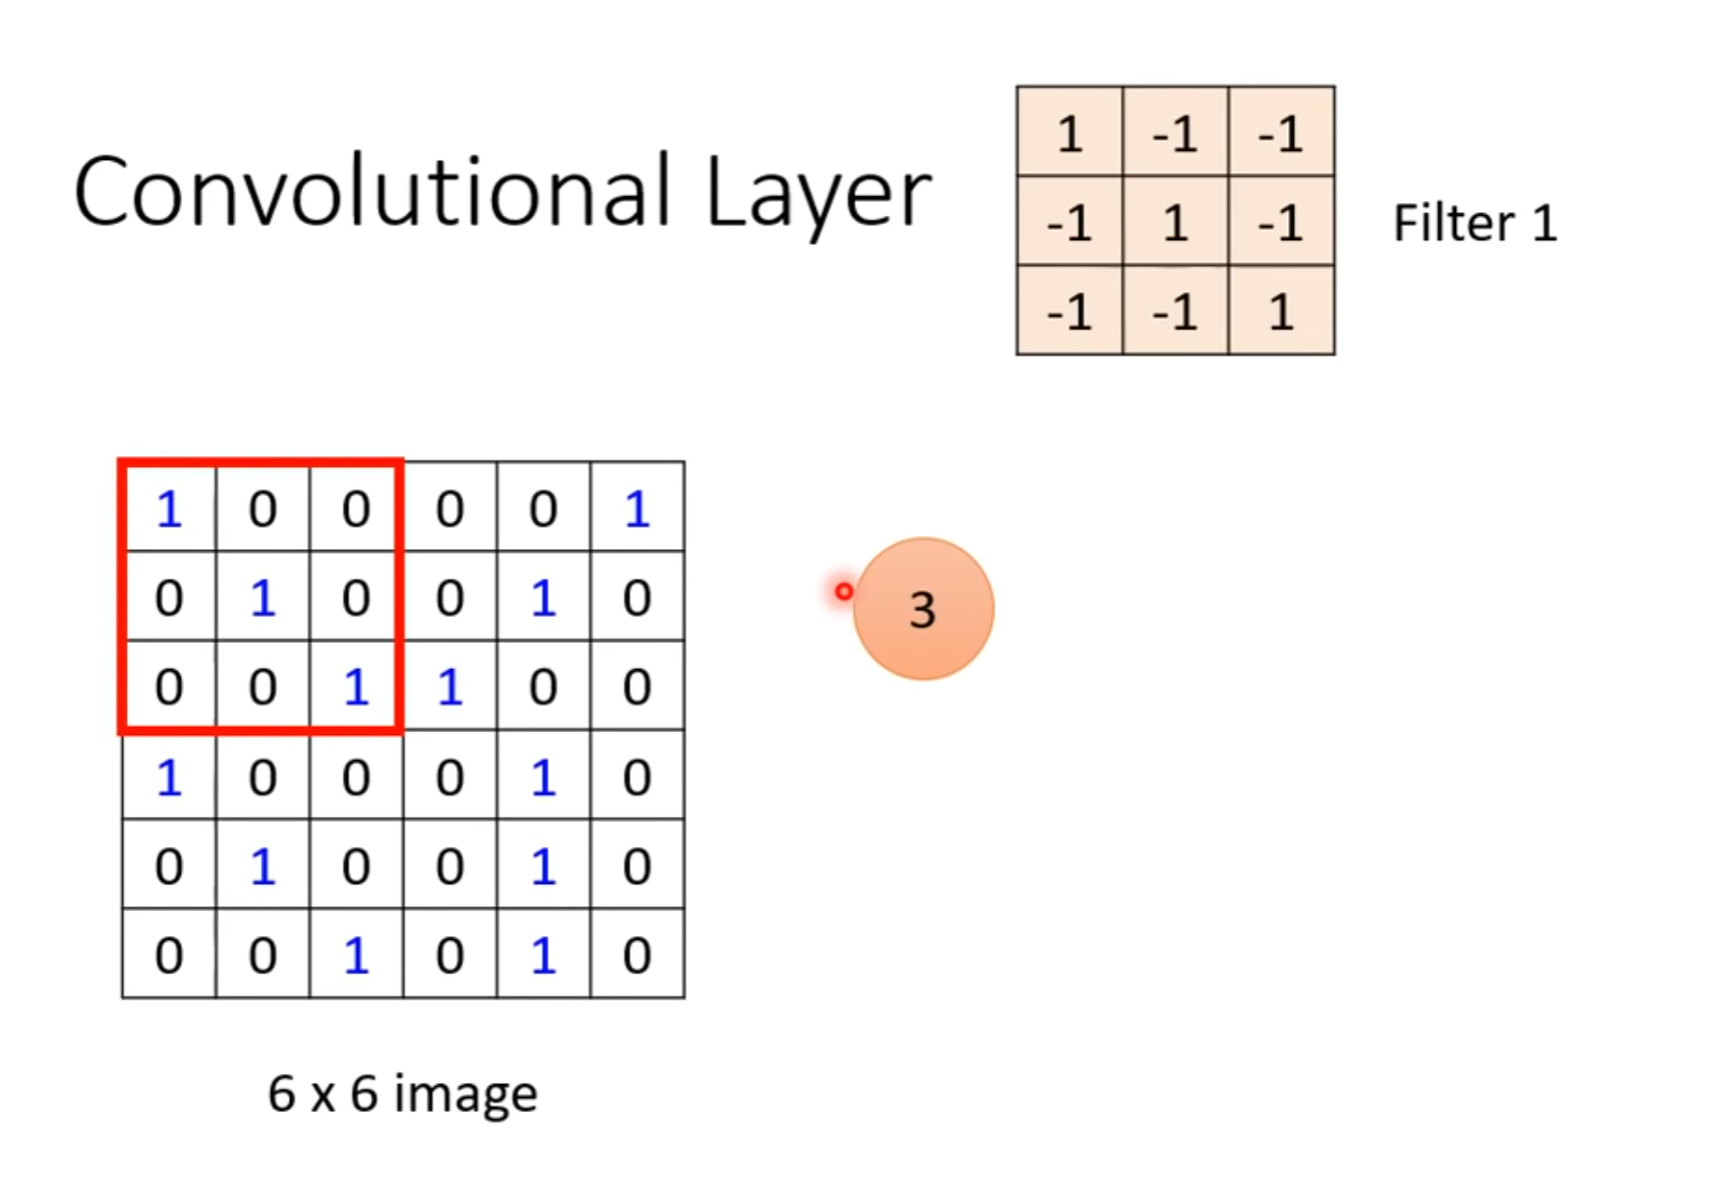 Convolutional Layer
1 -1 -1
-1 1 -1
-1 -1 1
Filter 1
1 0 0 0 0 1
0 1 0 0 1 0
0 0 1 1 0 0
1 0 0 0 1 0
0 1 0 0 1 0
0 0 1 0 1 0
3
6 x 6 image